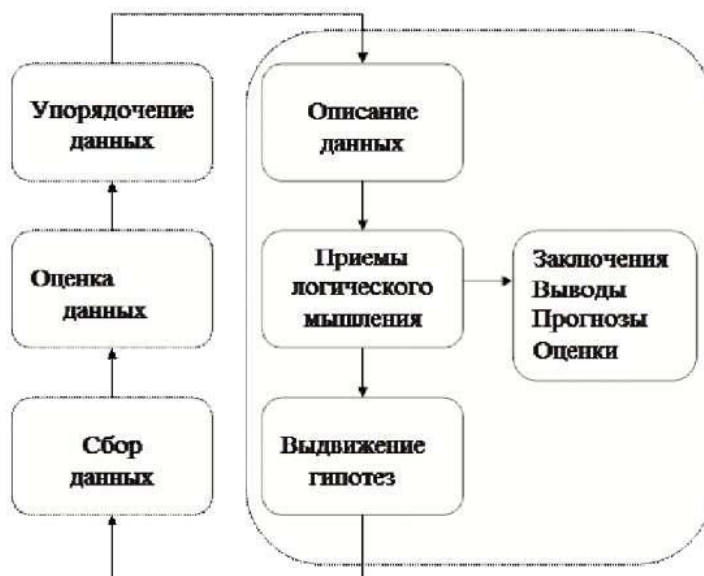 Упорядочение
данных
Описание
данных
Оценка
данных
Приемы
логического
мышления
Заключения
Выводы
Прогнозы
Оценки
Сбор
данных
Выдвижение
гипотез